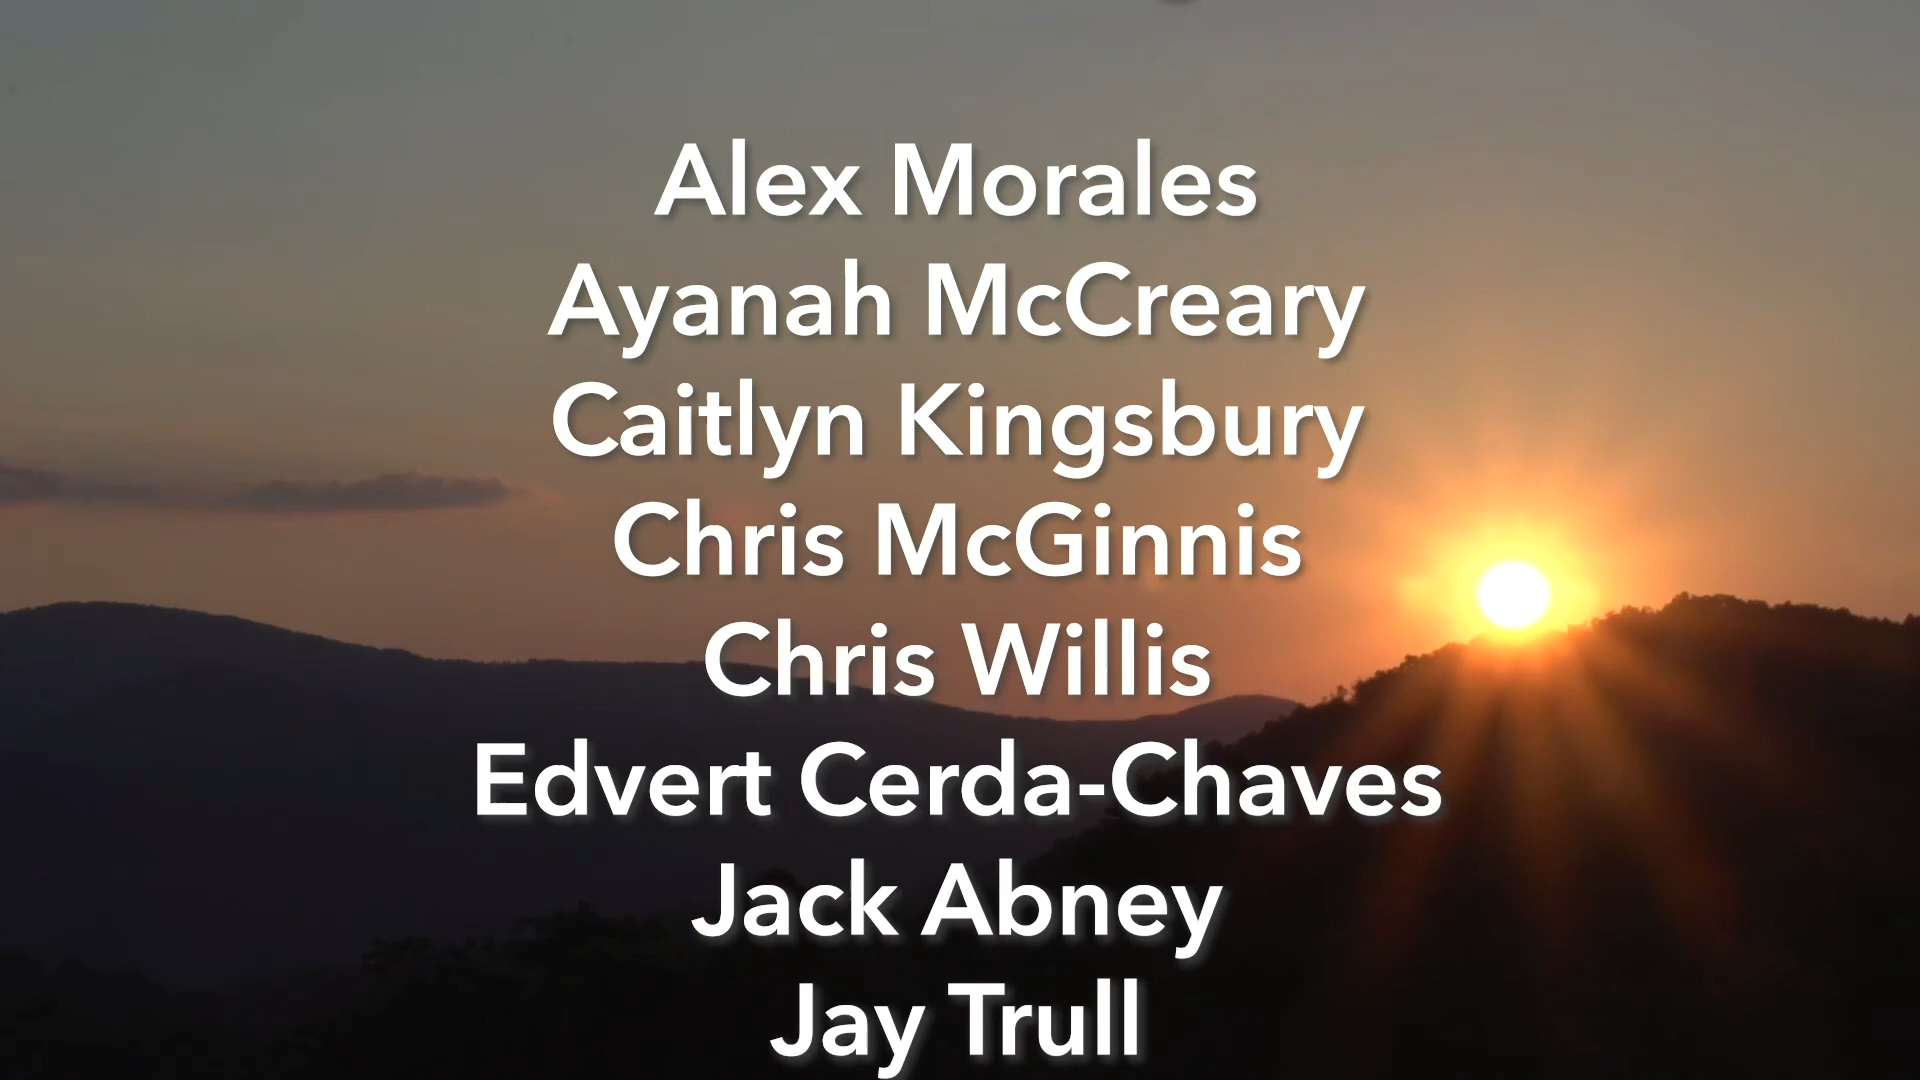 Alex Morales
Ayanah McCreary
Caitlyn Kingsbury
Chris McGinnis
Chris Willis
Edvert Cerda-Chaves
Jack Abney
Jay Trull